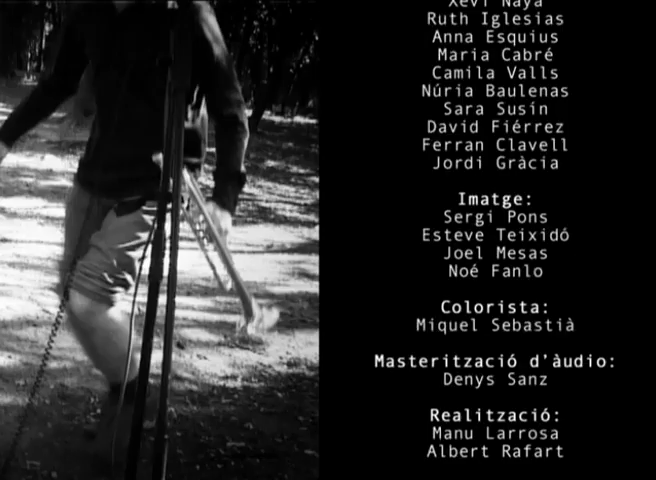 Xevi Naya
Ruth Iglesias
Anna Esquius
Maria Cabré
Camila Valls
Núria Baulenas
Sara Susín
David Fiérrez
Ferran Clavell
Jordi Gràcia
Imatge:
Sergi Pons
Esteve Teixidó
Joel Mesas
Noé Fanlo
Colorista:
Miquel Sebastià
Masterització d'àudio:
Denys Sanz
Realització:
Manu Larrosa
Albert Rafart